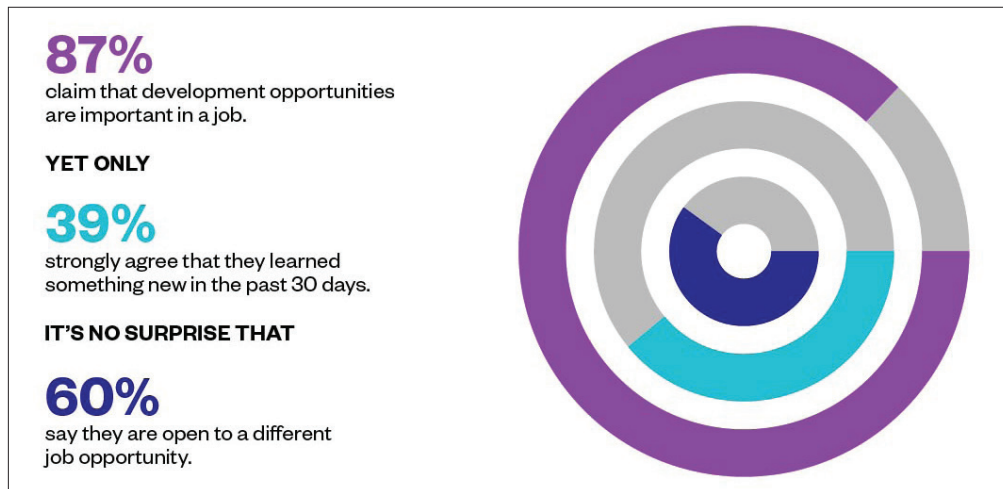 87%
claim that development opportunities
are important in a job.
YET ONLY
39%
strongly agree that they learned
something new in the past 30 days.
IT’S NO SURPRISE THAT
60%
say they are open to a different
job opportunity.